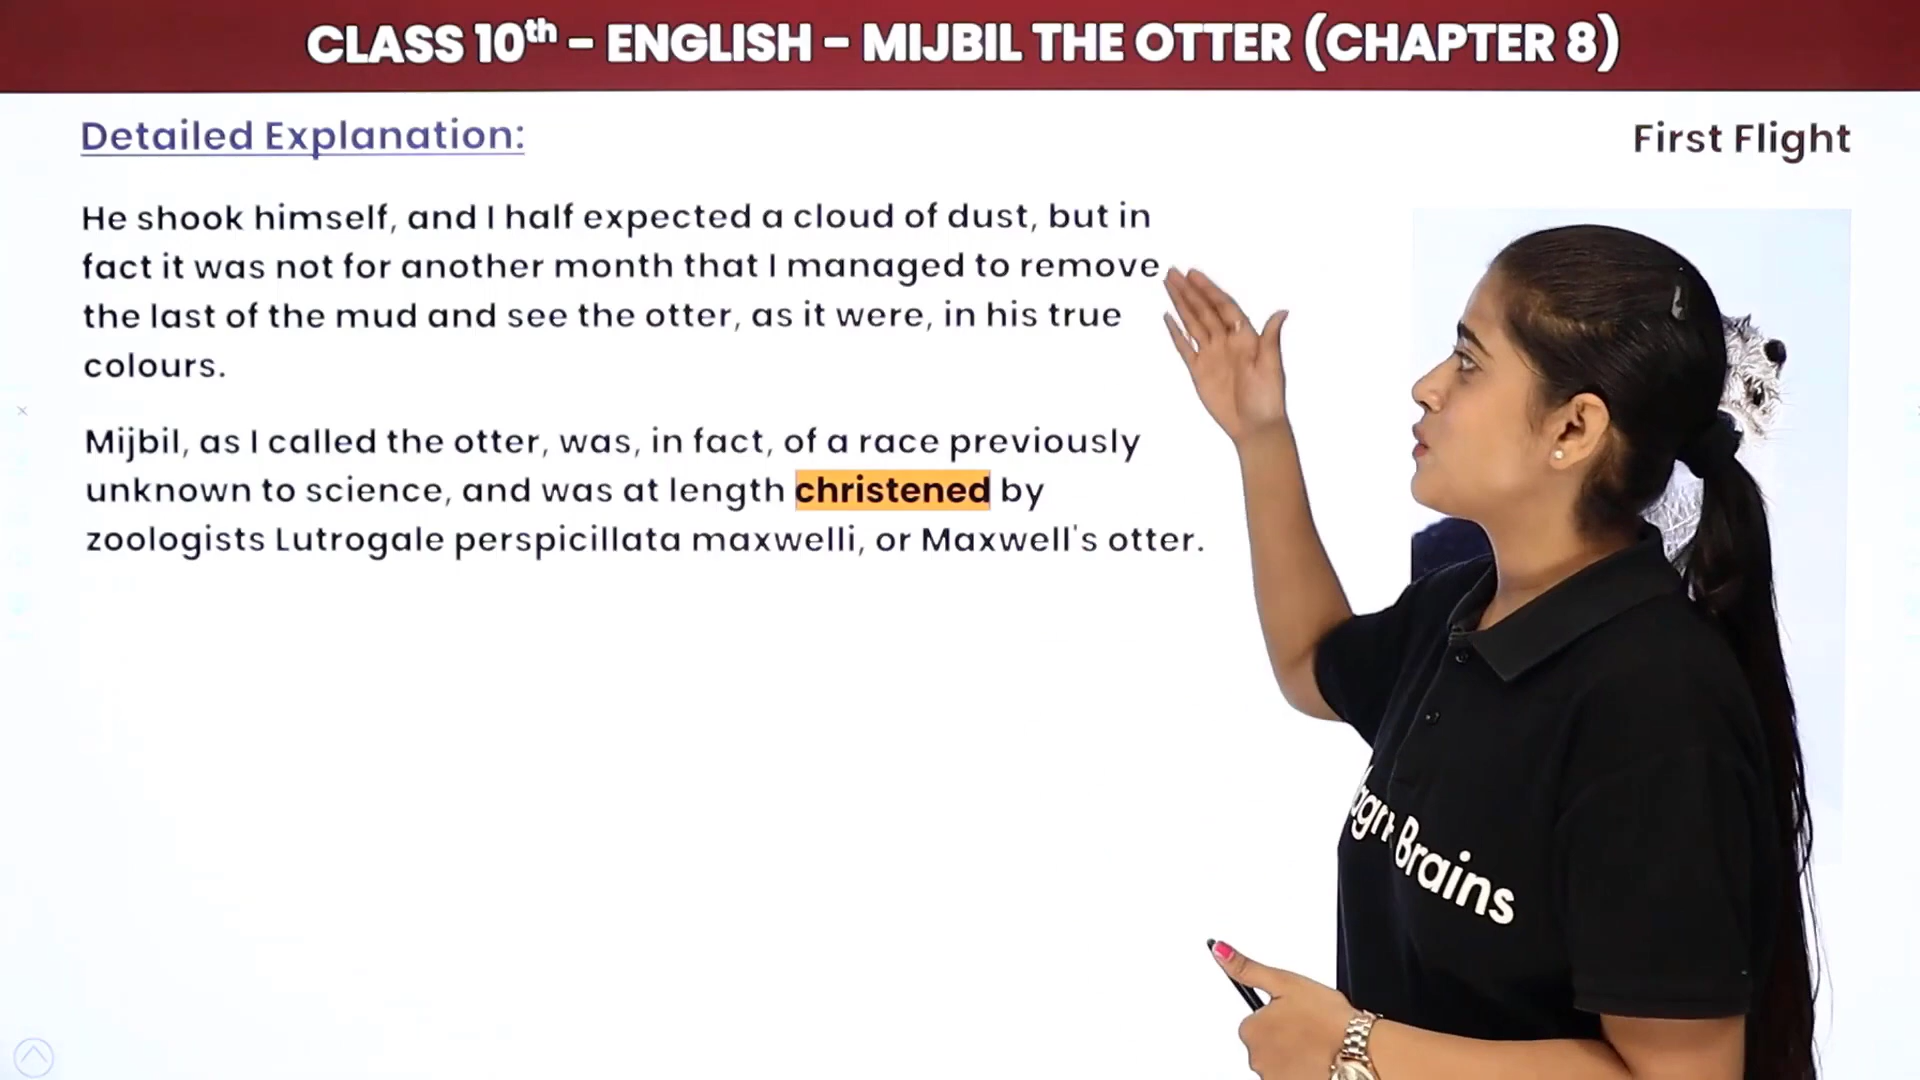 CLASS 10th – ENGLISH – MIJBIL THE OTTER (CHAPTER 8)
Detailed Explanation:
First Flight
He shook himself, and I half expected a cloud of dust, but in
fact it was not for another month that I managed to remove
the last of the mud and see the otter, as it were, in his true
colours.
Mijbil, as I called the otter, was, in fact, of a race previously
unknown to science, and was at length christened by
zoologists Lutrogale perspicillata maxwelli, or Maxwell's otter.
Brains